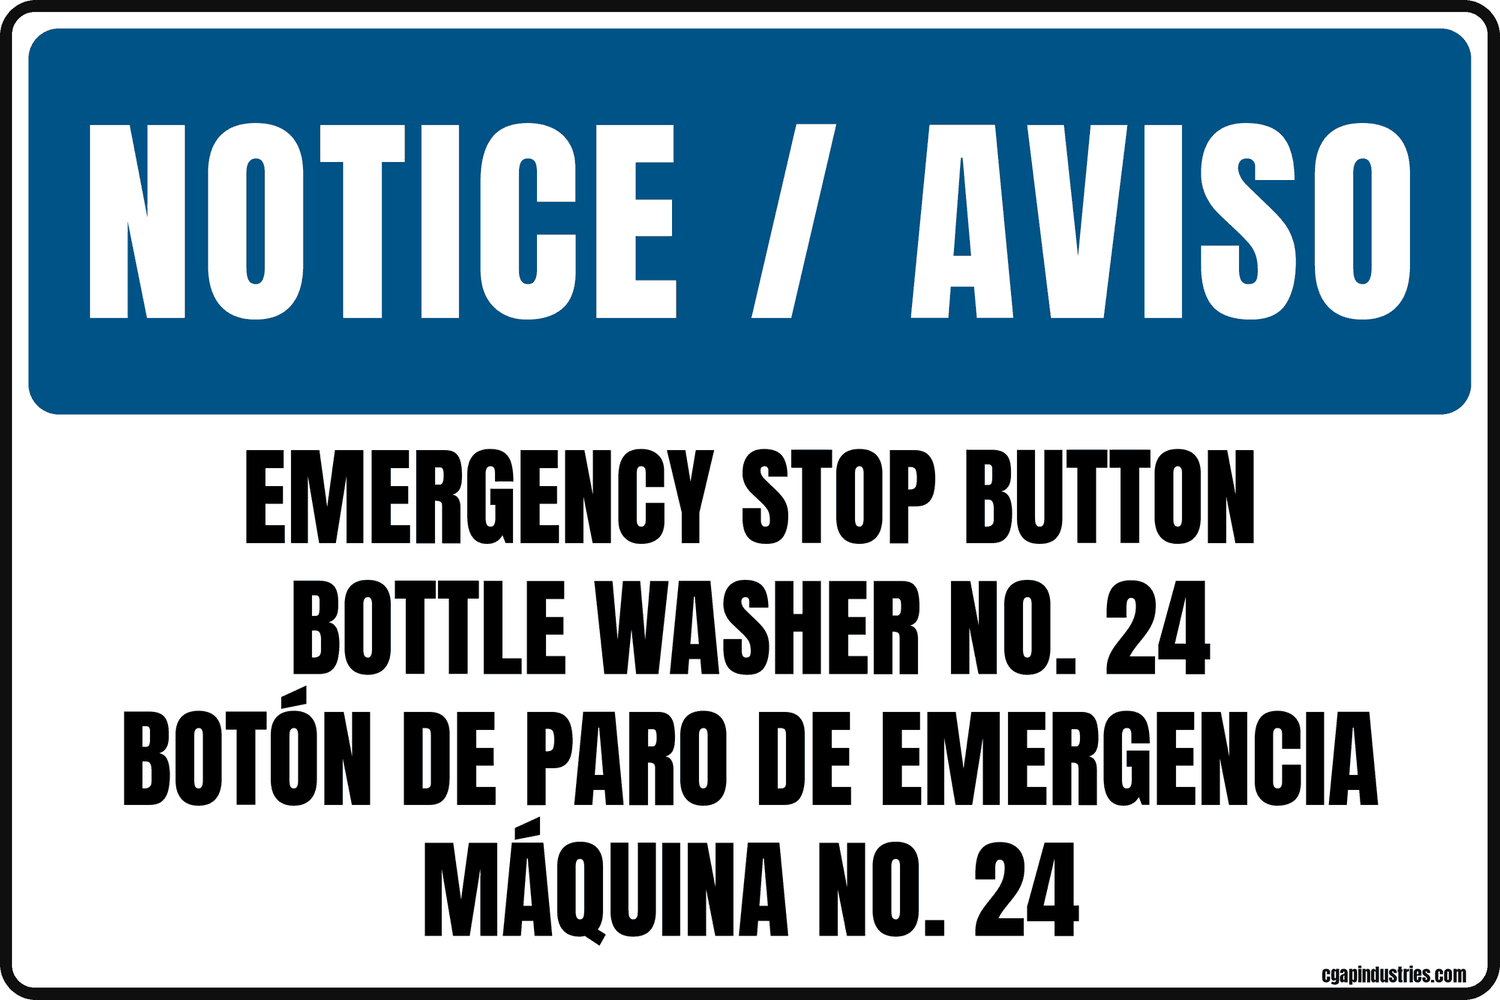 NOTICE / AVISO
EMERGENCY STOP BUTTON
BOTTLE WASHER NO. 24
BOTÓN DE PARO DE EMERGENCIA
MÁQUINA NO. 24
cgapindustries.com